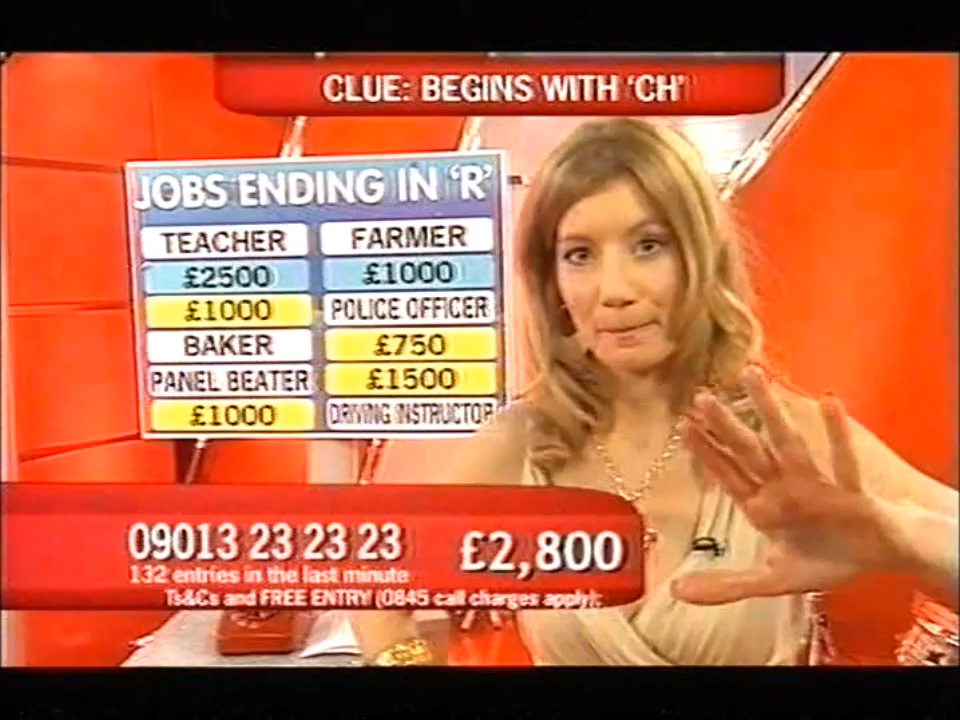 CLUE: BEGINS WITH 'CH'
JOBS ENDING IN 'R'
TEACHER FARMER
£2500 £1000
£1000 POLICE OFFICER
BAKER £750
PANEL BEATER £1500
£1000 DRIVING INSTRUCTOR
09013 23 23 23 £2,800
132 entries in the last minute
Ts&Cs and FREE ENTRY (0845 call charges apply):